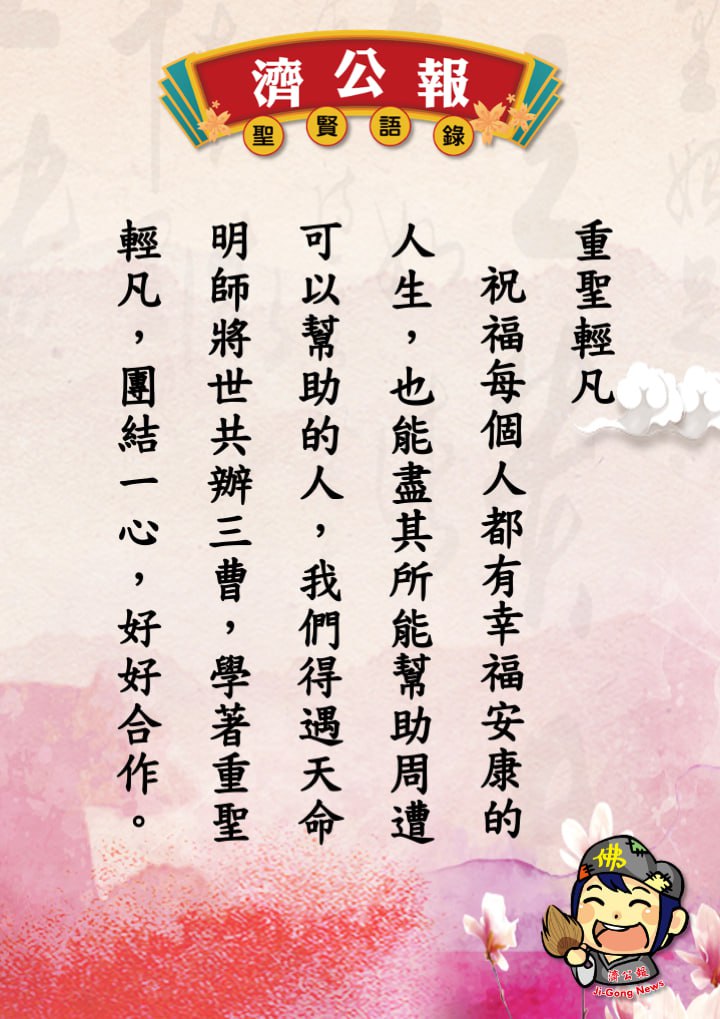 濟公報
聖賢語錄
重聖輕凡
祝福每個人都有幸福安康的
人生，也能盡其所能幫助周遭
可以幫助的人，我們得遇天命
明師將世共辦三曹，學著重聖
輕凡，團結一心，好好合作。
佛
濟公報
Ji-Gong News